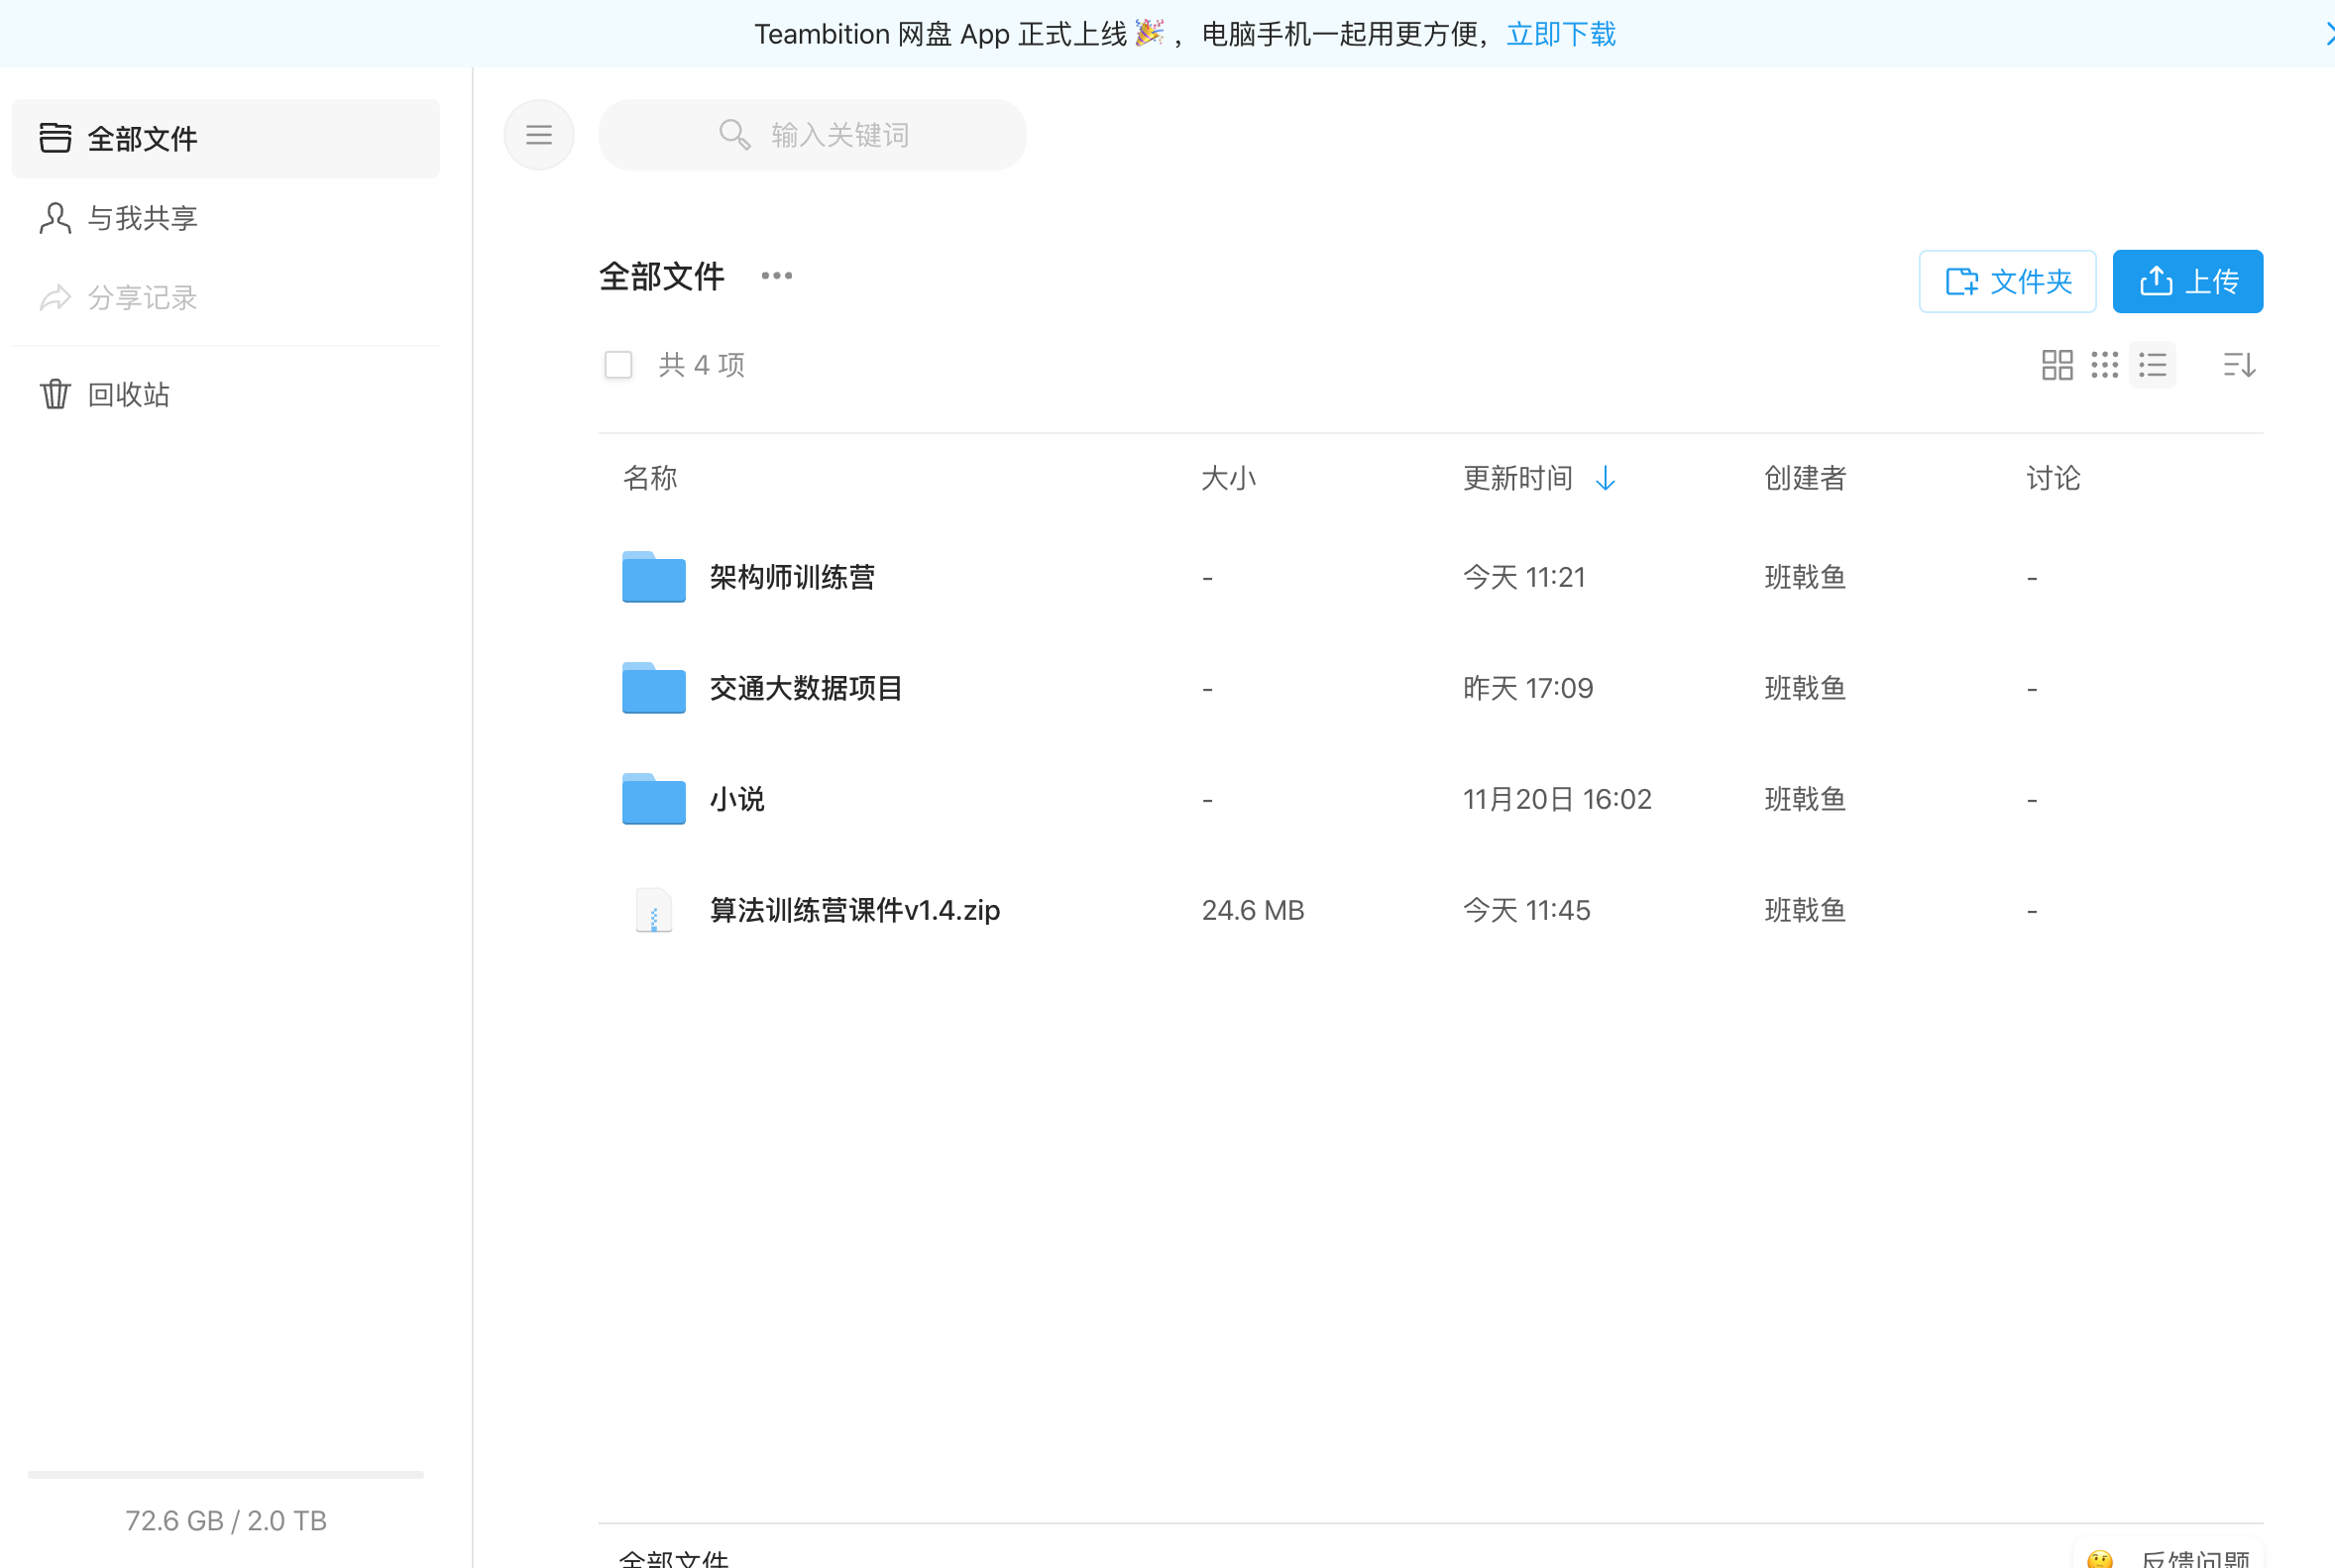 Teambition 网盘 App 正式上线🎉，电脑手机一起用更方便，立即下载
全部文件
与我共享
分享记录
回收站
72.6 GB / 2.0 TB
输入关键词
全部文件 •••
文件夹 上传
共 4 项
名称 大小 更新时间 ↓ 创建者 讨论
架构师训练营 - 今天 11:21 班戟鱼 -
交通大数据项目 - 昨天 17:09 班戟鱼 -
小说 - 11月20日 16:02 班戟鱼 -
算法训练营课件v1.4.zip 24.6 MB 今天 11:45 班戟鱼 -
全部文件 🤔 反馈问题